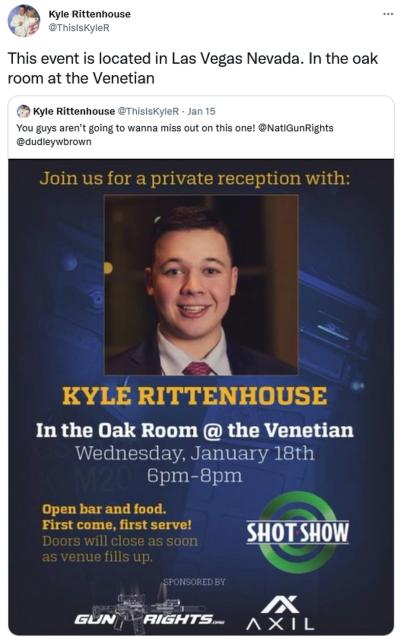 Kyle Rittenhouse
@ThisIsKyleR
This event is located in Las Vegas Nevada. In the oak
room at the Venetian
Kyle Rittenhouse @ThisIsKyleR · Jan 15
You guys aren't going to wanna miss out on this one! @NatlGunRights
@dudleywbrown
Join us for a private reception with:
KYLE RITTENHOUSE
In the Oak Room @ the Venetian
Wednesday, January 18th
6pm-8pm
Open bar and food.
First come, first serve!
Doors will close as soon
as venue fills up.
SHOT SHOW
SPONSORED BY
GUN RIGHTS.ORG
AXIL